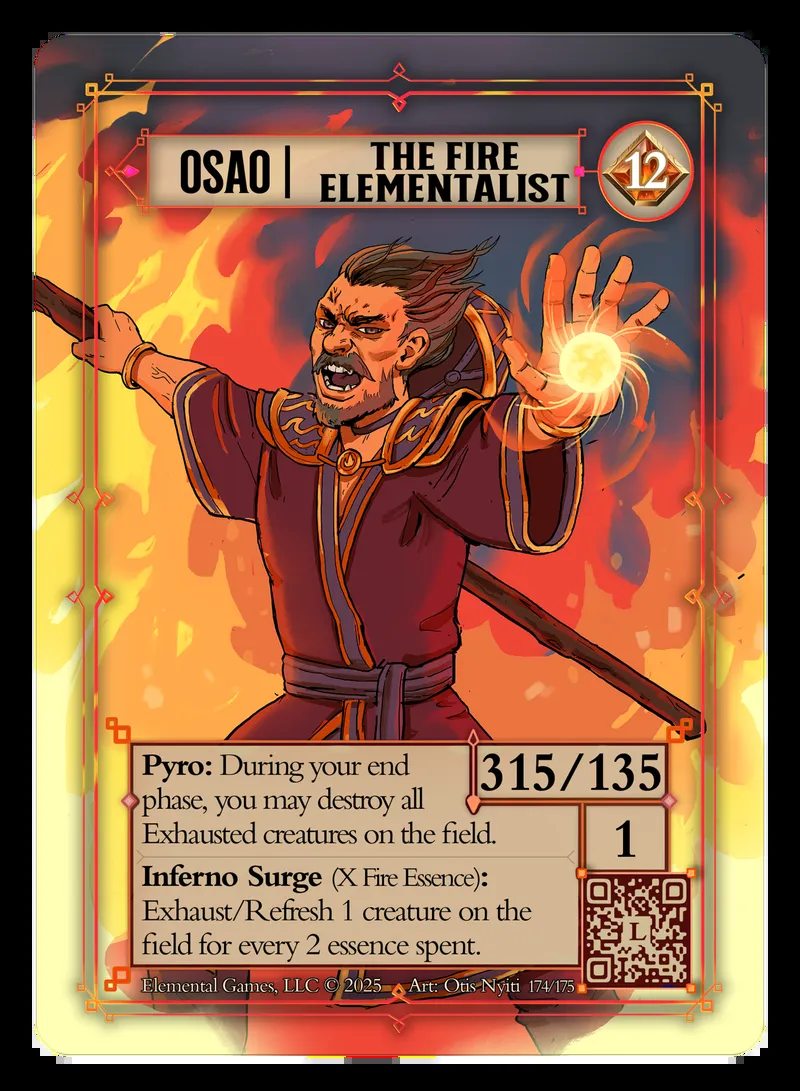 OSAO |
THE FIRE
ELEMENTALIST
12
Pyro: During your end
phase, you may destroy all
Exhausted creatures on the field.
315/135
1
Inferno Surge (X Fire Essence):
Exhaust/Refresh 1 creature on the
field for every 2 essence spent.
L
Elemental Games, LLC © 2025
Art: Otis Nyiti 174/175